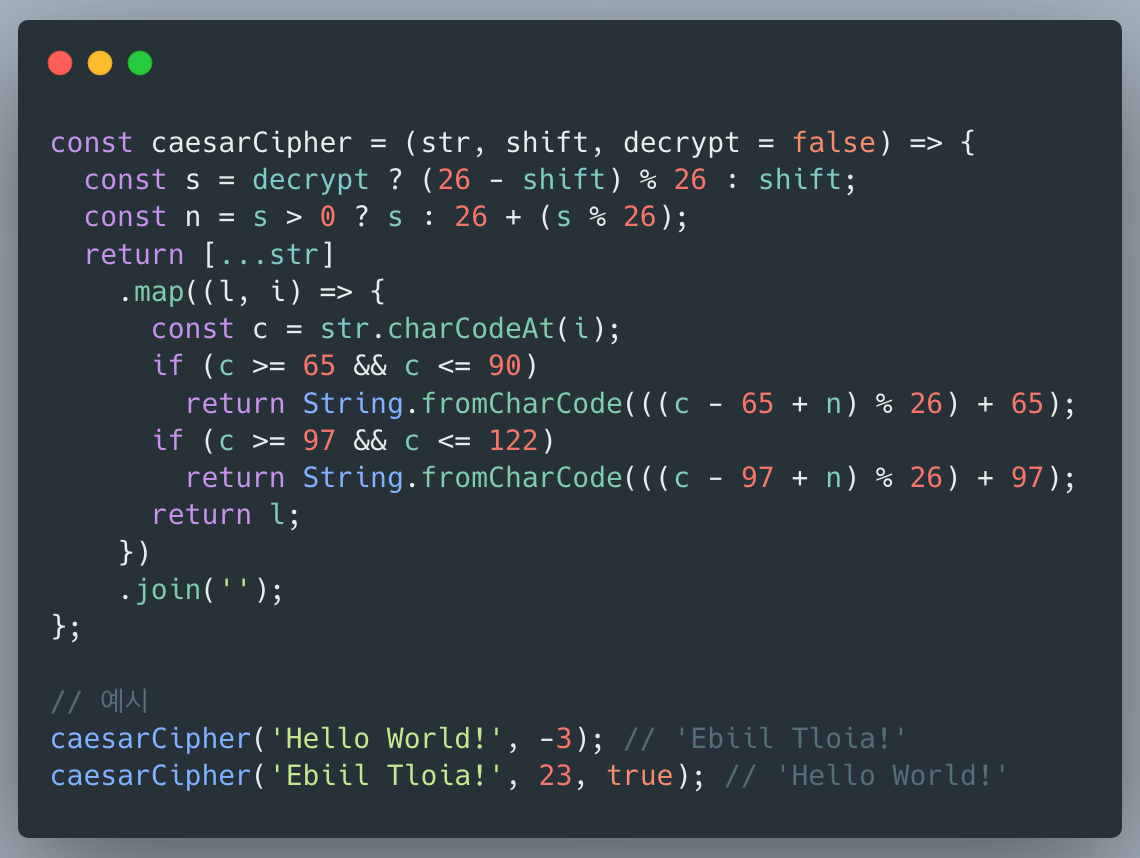 const caesarCipher = (str, shift, decrypt = false) => {
  const s = decrypt ? (26 - shift) % 26 : shift;
  const n = s > 0 ? s : 26 + (s % 26);
  return [...str]
    .map((l, i) => {
      const c = str.charCodeAt(i);
      if (c >= 65 && c <= 90)
        return String.fromCharCode(((c - 65 + n) % 26) + 65);
      if (c >= 97 && c <= 122)
        return String.fromCharCode(((c - 97 + n) % 26) + 97);
      return l;
    })
    .join('');
};

// 예시
caesarCipher('Hello World!', -3); // 'Ebiil Tloia!'
caesarCipher('Ebiil Tloia!', 23, true); // 'Hello World!'